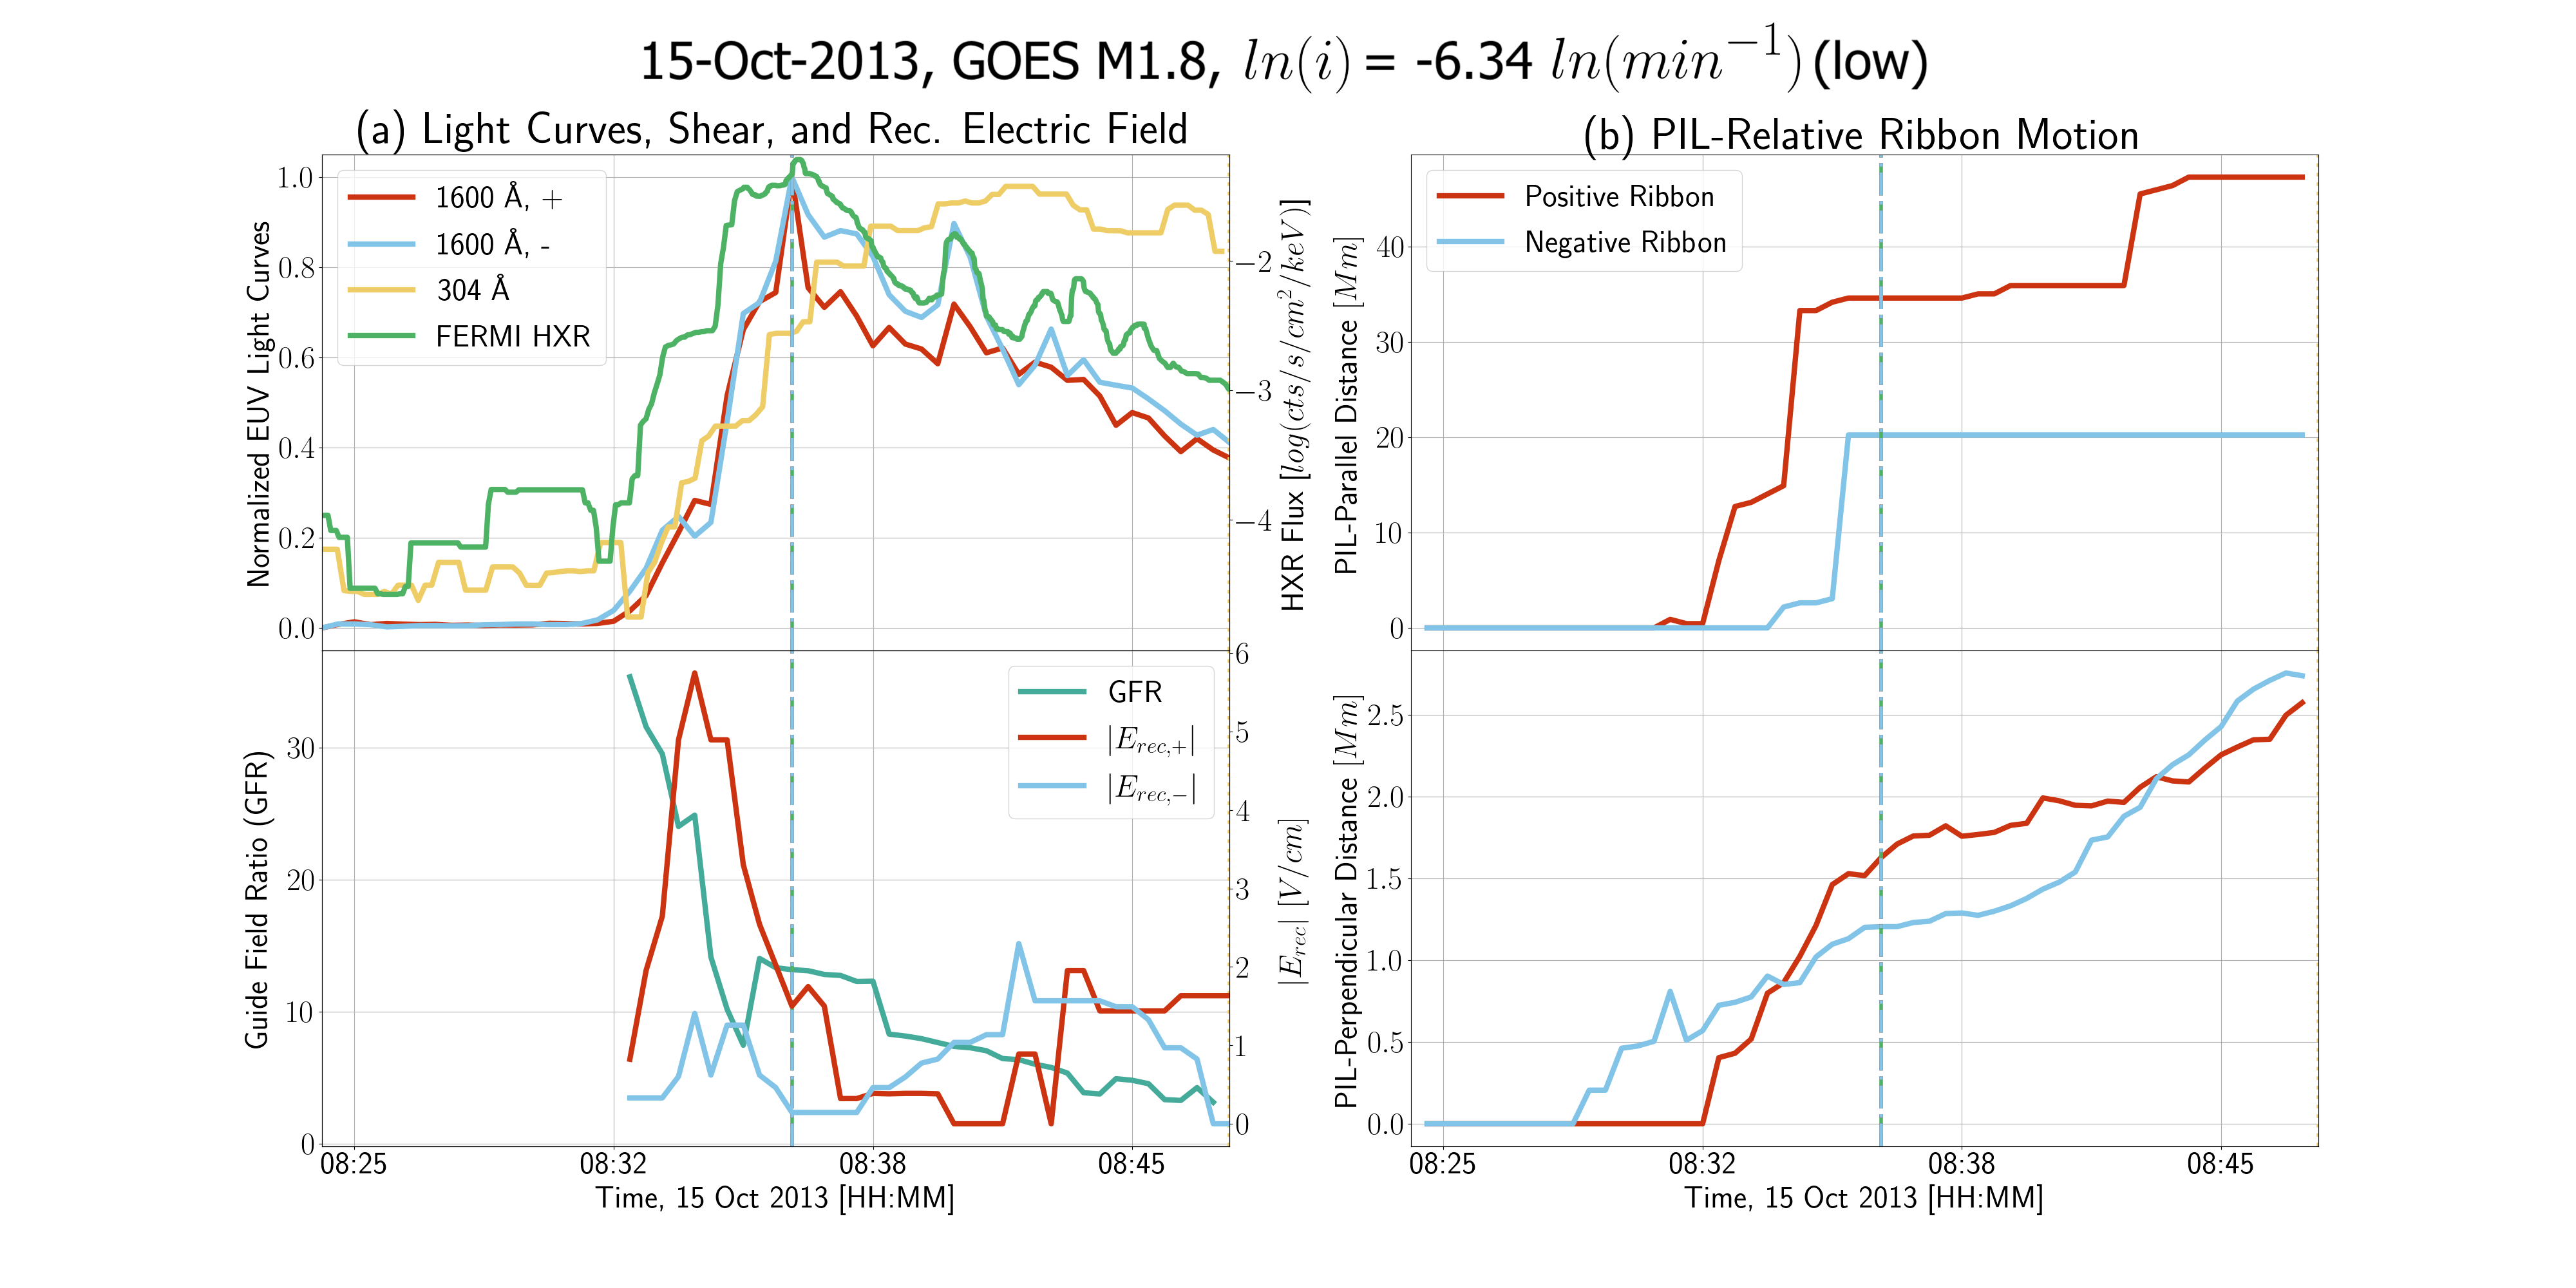 15-Oct-2013, GOES M1.8, ln(i) = -6.34 ln(min⁻¹) (low)
(a) Light Curves, Shear, and Rec. Electric Field
Normalized EUV Light Curves
1.0
0.8
0.6
0.4
0.2
0.0
1600 Å, +
1600 Å, -
304 Å
FERMI HXR
−2
−3
−4
HXR Flux [log(cts/s/cm²/keV)]
Guide Field Ratio (GFR)
30
20
10
0
GFR
|E_rec,+|
|E_rec,−|
6
5
4
3
2
1
0
|E_rec| [V/cm]
08:25 08:32 08:38 08:45
Time, 15 Oct 2013 [HH:MM]
(b) PIL-Relative Ribbon Motion
PIL-Parallel Distance [Mm]
40
30
20
10
0
Positive Ribbon
Negative Ribbon
PIL-Perpendicular Distance [Mm]
2.5
2.0
1.5
1.0
0.5
0.0
08:25 08:32 08:38 08:45
Time, 15 Oct 2013 [HH:MM]